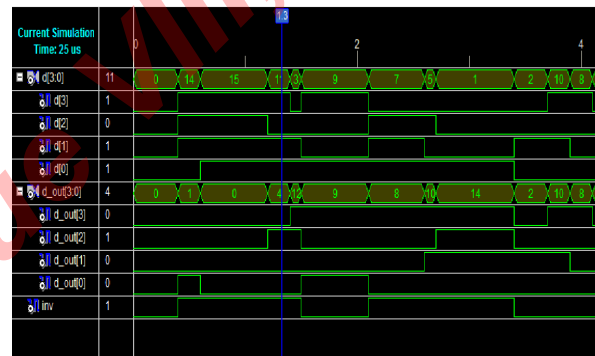 Current Simulation
Time: 25 us
1.3
0 2 4
d[3:0] 11 0 14 15 11 3 9 7 5 1 2 10 8
d[3] 1
d[2] 0
d[1] 1
d[0] 1
d_out[3:0] 4 0 1 0 4 12 9 8 10 14 2 10 8
d_out[3] 0
d_out[2] 1
d_out[1] 0
d_out[0] 0
inv 1